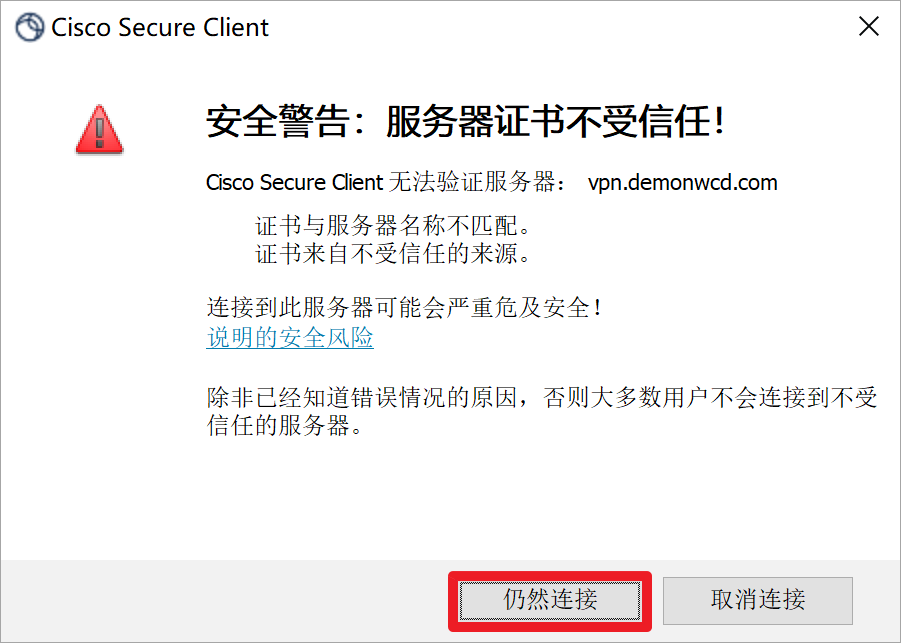 Cisco Secure Client
安全警告：服务器证书不受信任！
Cisco Secure Client 无法验证服务器： vpn.demonwcd.com
证书与服务器名称不匹配。
证书来自不受信任的来源。
连接到此服务器可能会严重危及安全！
说明的安全风险
除非已经知道错误情况的原因，否则大多数用户不会连接到不受
信任的服务器。
仍然连接
取消连接